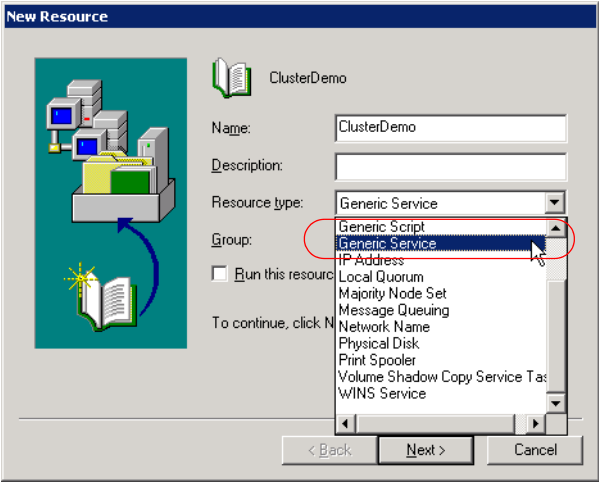 New Resource
ClusterDemo
Name:
ClusterDemo
Description:
Resource type:
Generic Service
Group:
Generic Script
Generic Service
IP Address
Run this resourc
Local Quorum
Majority Node Set
Message Queuing
To continue, click N
Network Name
Physical Disk
Print Spooler
Volume Shadow Copy Service Tas
WINS Service
< Back
Next >
Cancel